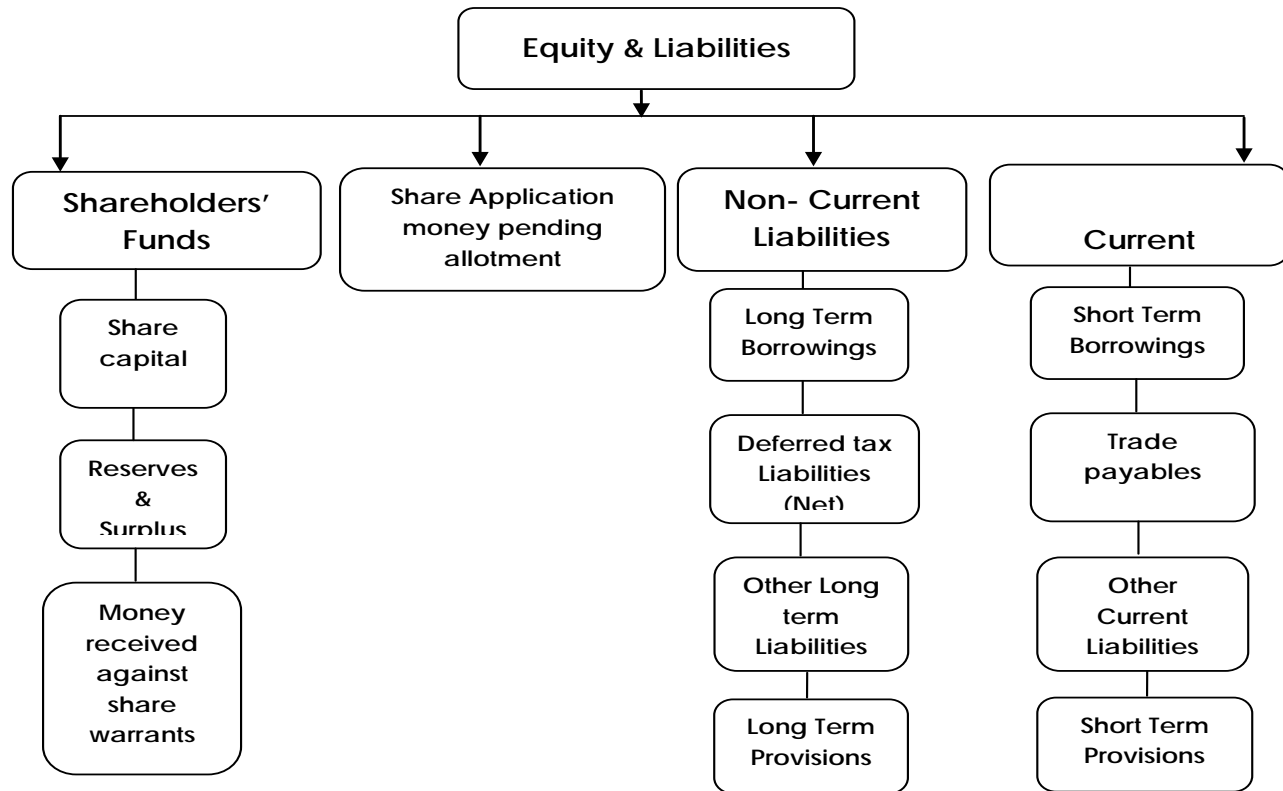 Equity & Liabilities
Shareholders’
Funds
Share
capital
Reserves
&
Surplus
Money
received
against
share
warrants
Share Application
money pending
allotment
Non- Current
Liabilities
Long Term
Borrowings
Deferred tax
Liabilities
(Net)
Other Long
term
Liabilities
Long Term
Provisions
Current
Short Term
Borrowings
Trade
payables
Other
Current
Liabilities
Short Term
Provisions